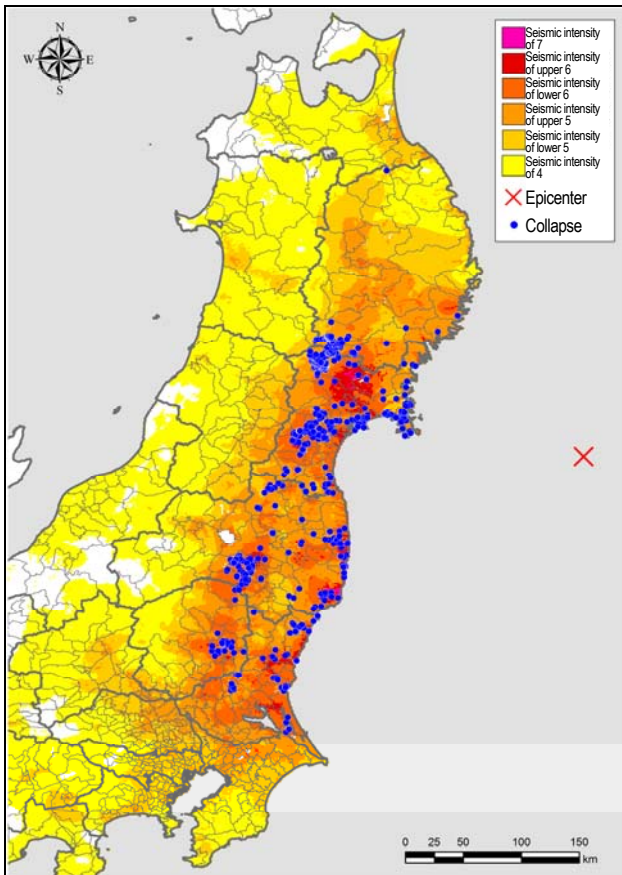 N
W E
S
Seismic intensity
of 7
Seismic intensity
of upper 6
Seismic intensity
of lower 6
Seismic intensity
of upper 5
Seismic intensity
of lower 5
Seismic intensity
of 4
Epicenter
Collapse
0 25 50 100 150
km